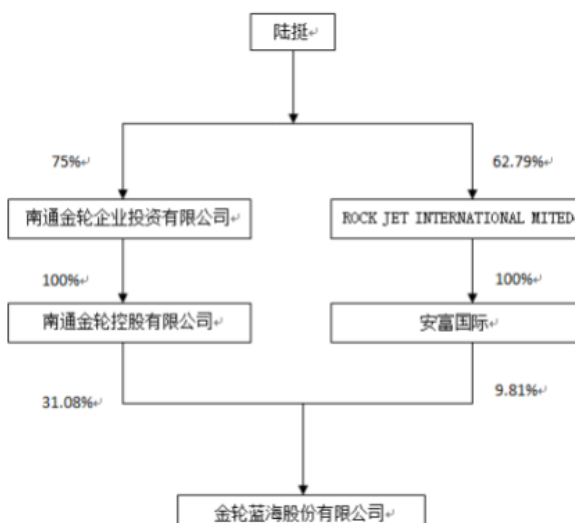 陆挺
75%
62.79%
南通金轮企业投资有限公司
ROCK JET INTERNATIONAL MITED
100%
100%
南通金轮控股有限公司
安富国际
31.08%
9.81%
金轮蓝海股份有限公司